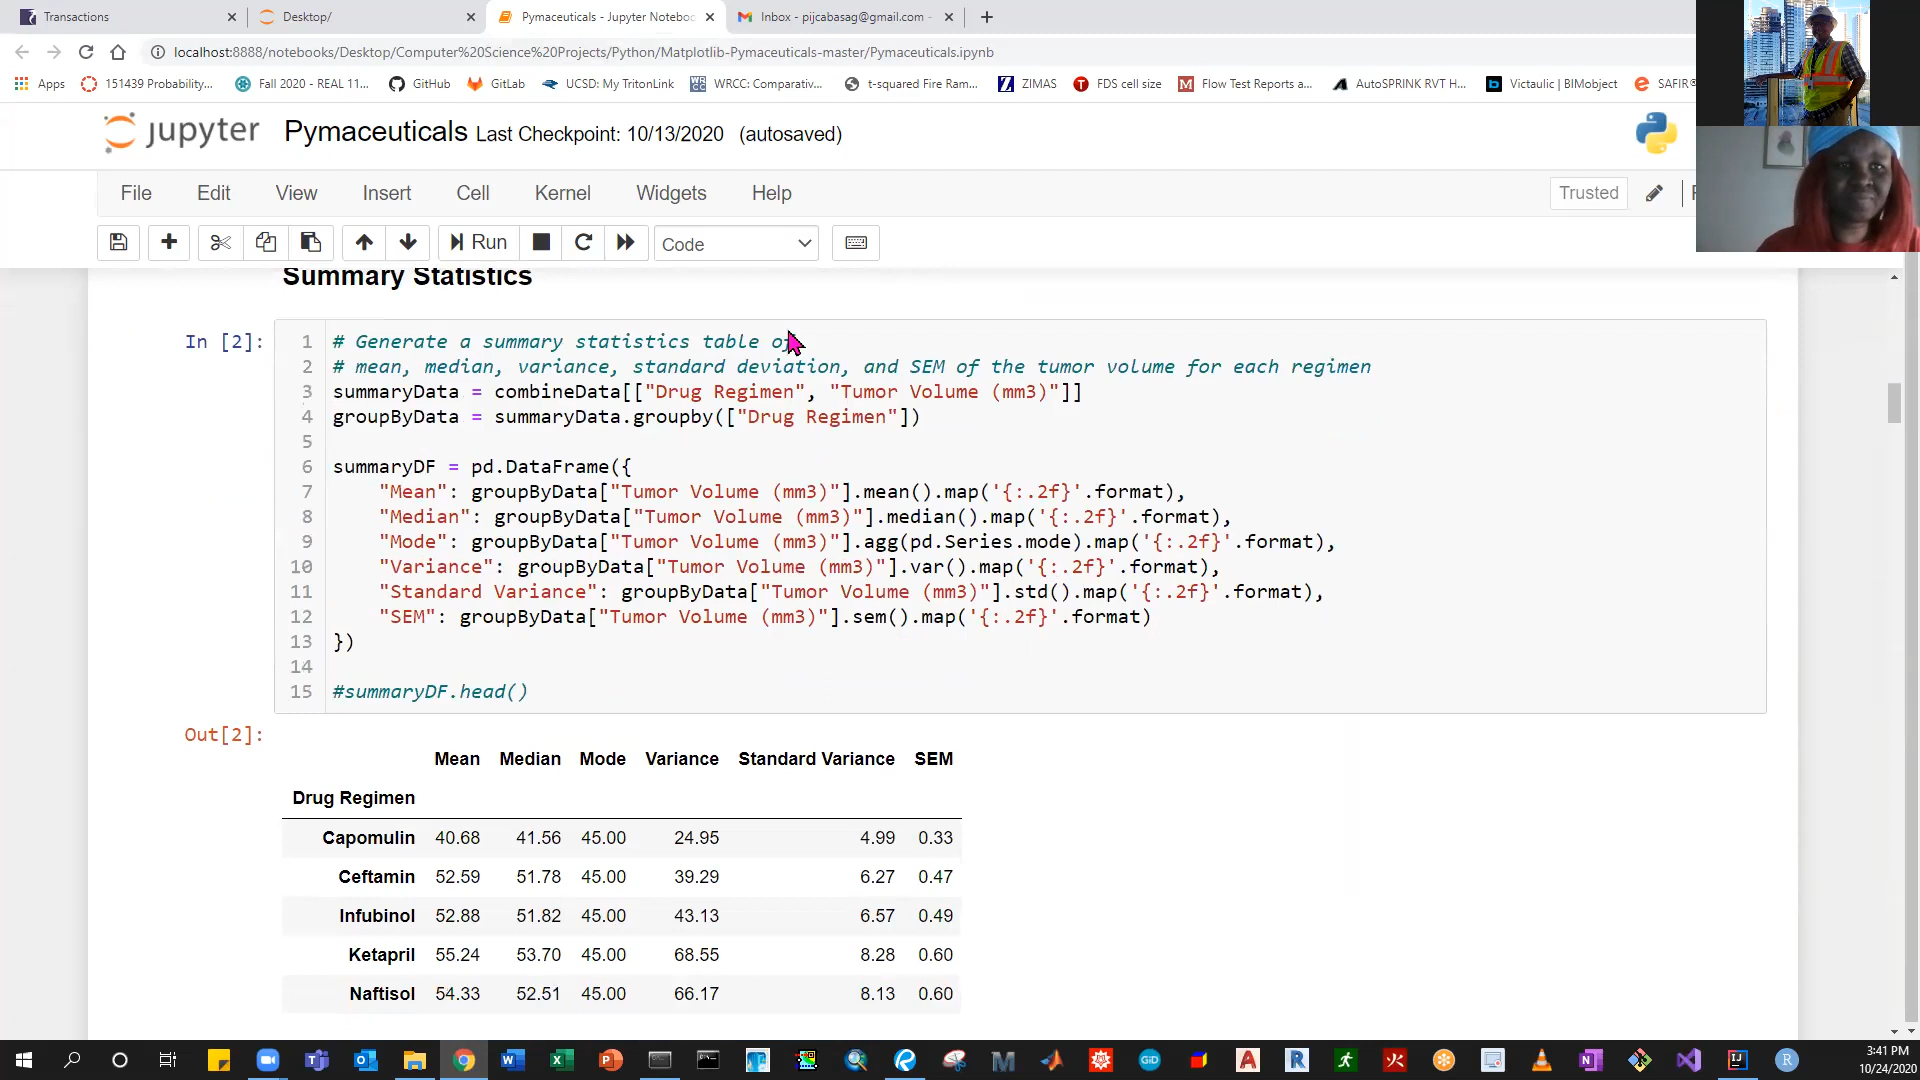 Transactions
Desktop/
Pymaceuticals - Jupyter Noteboo
Inbox - pijcabasag@gmail.com -
localhost:8888/notebooks/Desktop/Computer%20Science%20Projects/Python/Matplotlib-Pymaceuticals-master/Pymaceuticals.ipynb
Apps 151439 Probability... Fall 2020 - REAL 11... GitHub GitLab UCSD: My TritonLink WRCC: Comparativ... t-squared Fire Ram... ZIMAS FDS cell size Flow Test Reports a... AutoSPRINK RVT H... Victaulic | BIMobject SAFIR®
jupyter Pymaceuticals Last Checkpoint: 10/13/2020 (autosaved)
File Edit View Insert Cell Kernel Widgets Help Trusted
Run Code
Summary Statistics
In [2]:
1 # Generate a summary statistics table of
2 # mean, median, variance, standard deviation, and SEM of the tumor volume for each regimen
3 summaryData = combineData[["Drug Regimen", "Tumor Volume (mm3)"]]
4 groupByData = summaryData.groupby(["Drug Regimen"])
5
6 summaryDF = pd.DataFrame({
7 "Mean": groupByData["Tumor Volume (mm3)"].mean().map('{:.2f}'.format),
8 "Median": groupByData["Tumor Volume (mm3)"].median().map('{:.2f}'.format),
9 "Mode": groupByData["Tumor Volume (mm3)"].agg(pd.Series.mode).map('{:.2f}'.format),
10 "Variance": groupByData["Tumor Volume (mm3)"].var().map('{:.2f}'.format),
11 "Standard Variance": groupByData["Tumor Volume (mm3)"].std().map('{:.2f}'.format),
12 "SEM": groupByData["Tumor Volume (mm3)"].sem().map('{:.2f}'.format)
13 })
14
15 #summaryDF.head()
Out[2]:
Mean Median Mode Variance Standard Variance SEM
Drug Regimen
Capomulin 40.68 41.56 45.00 24.95 4.99 0.33
Ceftamin 52.59 51.78 45.00 39.29 6.27 0.47
Infubinol 52.88 51.82 45.00 43.13 6.57 0.49
Ketapril 55.24 53.70 45.00 68.55 8.28 0.60
Naftisol 54.33 52.51 45.00 66.17 8.13 0.60
3:41 PM
10/24/2020